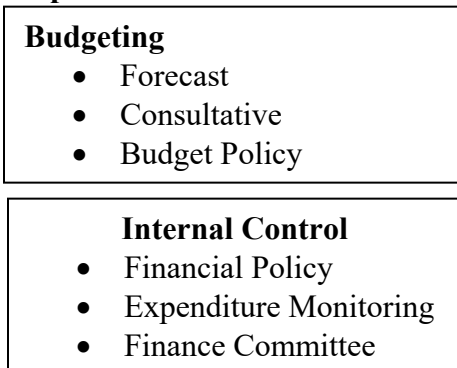 Budgeting
• Forecast
• Consultative
• Budget Policy
Internal Control
• Financial Policy
• Expenditure Monitoring
• Finance Committee